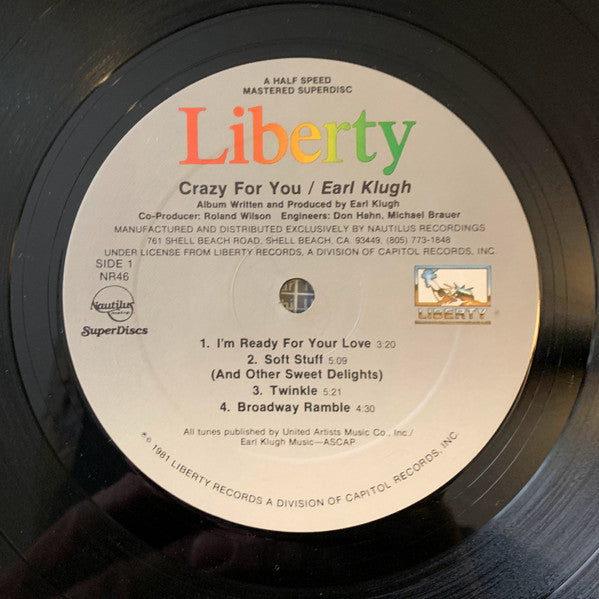 A HALF SPEED
MASTERED SUPERDISC
Liberty
Crazy For You / Earl Klugh
Album Written and Produced by Earl Klugh
Co-Producer: Roland Wilson Engineers: Don Hahn, Michael Brauer
MANUFACTURED AND DISTRIBUTED EXCLUSIVELY BY NAUTILUS RECORDINGS
761 SHELL BEACH ROAD, SHELL BEACH, CA. 93449. (805) 773-1848
UNDER LICENSE FROM LIBERTY RECORDS, A DIVISION OF CAPITOL RECORDS, INC.
SIDE 1
NR46
Nautilus
SuperDiscs
LIBERTY
1. I'm Ready For Your Love 3:20
2. Soft Stuff 5:09
(And Other Sweet Delights)
3. Twinkle 5:21
4. Broadway Ramble 4:30
All tunes published by United Artists Music Co., Inc./
Earl Klugh Music—ASCAP.
℗© 1981 LIBERTY RECORDS A DIVISION OF CAPITOL RECORDS, INC.